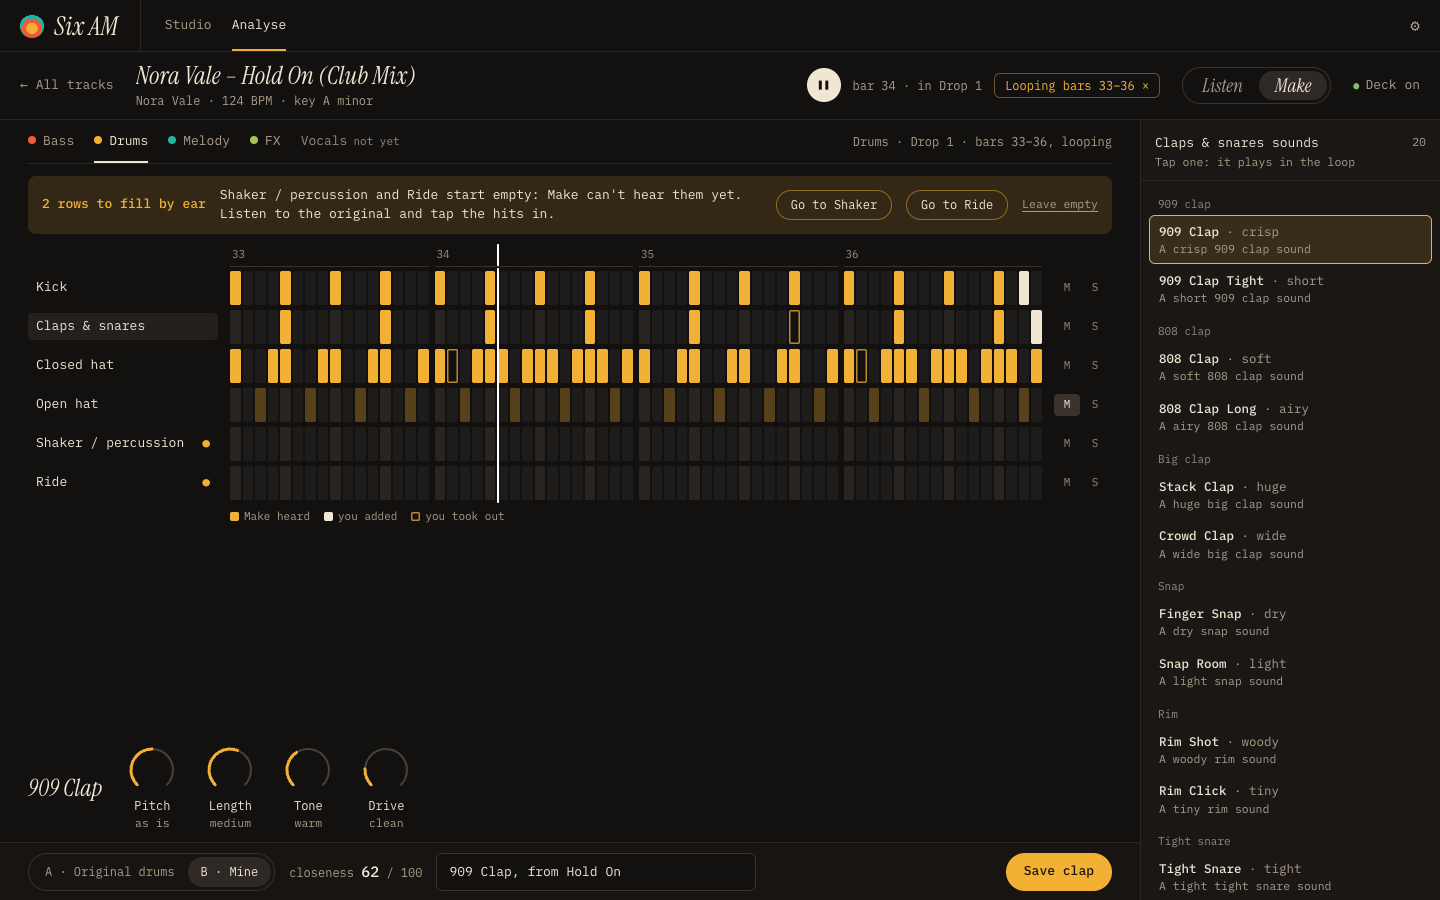 Six AM
Studio
Analyse
← All tracks
Nora Vale – Hold On (Club Mix)
Nora Vale · 124 BPM · key A minor
bar 34 · in Drop 1
Looping bars 33–36 ×
Listen
Make
Deck on
Bass
Drums
Melody
FX
Vocals not yet
Drums · Drop 1 · bars 33–36, looping
2 rows to fill by ear
Shaker / percussion and Ride start empty: Make can't hear them yet.
Listen to the original and tap the hits in.
Go to Shaker
Go to Ride
Leave empty
33
34
35
36
Kick
M
S
Claps & snares
M
S
Closed hat
M
S
Open hat
M
S
Shaker / percussion
M
S
Ride
M
S
Make heard
you added
you took out
909 Clap
Pitch
as is
Length
medium
Tone
warm
Drive
clean
A · Original drums
B · Mine
closeness 62 / 100
909 Clap, from Hold On
Save clap
Claps & snares sounds
20
Tap one: it plays in the loop
909 clap
909 Clap · crisp
A crisp 909 clap sound
909 Clap Tight · short
A short 909 clap sound
808 clap
808 Clap · soft
A soft 808 clap sound
808 Clap Long · airy
A airy 808 clap sound
Big clap
Stack Clap · huge
A huge big clap sound
Crowd Clap · wide
A wide big clap sound
Snap
Finger Snap · dry
A dry snap sound
Snap Room · light
A light snap sound
Rim
Rim Shot · woody
A woody rim sound
Rim Click · tiny
A tiny rim sound
Tight snare
Tight Snare · tight
A tight tight snare sound